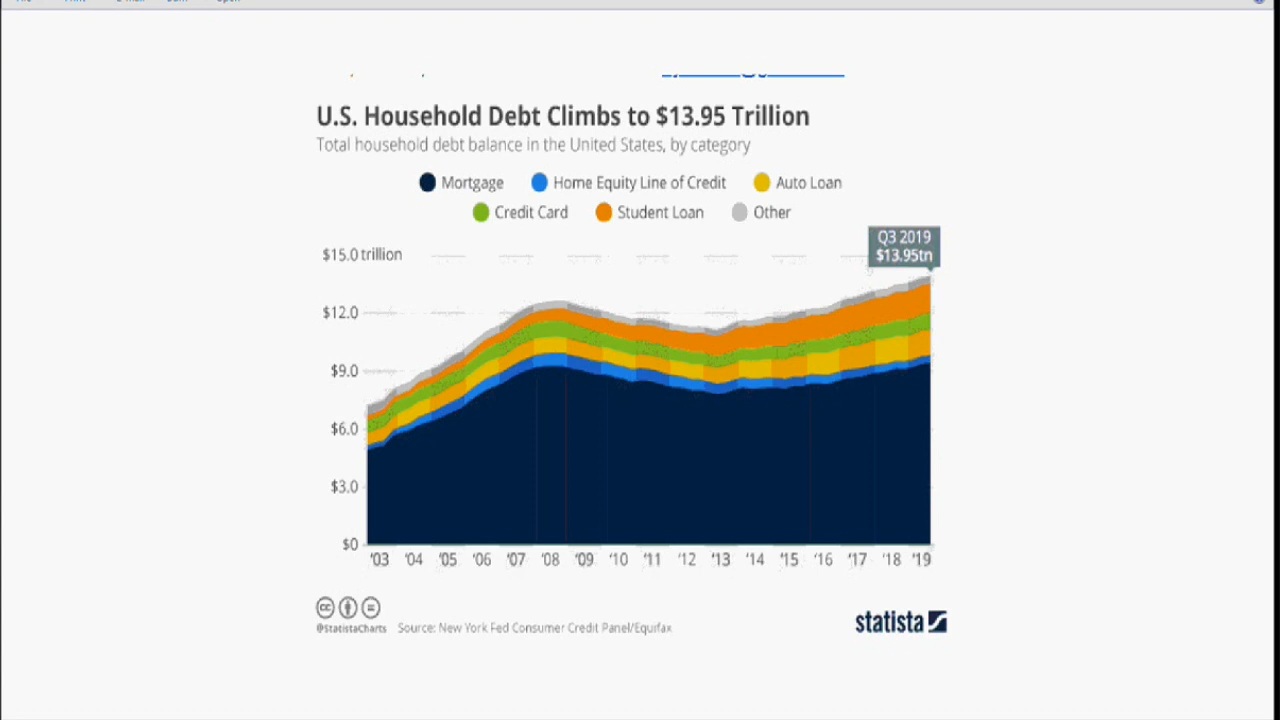 U.S. Household Debt Climbs to $13.95 Trillion
Total household debt balance in the United States, by category
Mortgage Home Equity Line of Credit Auto Loan
Credit Card Student Loan Other
Q3 2019
$13.95tn
$15.0 trillion
$12.0
$9.0
$6.0
$3.0
$0
'03 '04 '05 '06 '07 '08 '09 '10 '11 '12 '13 '14 '15 '16 '17 '18 '19
@StatistaCharts Source: New York Fed Consumer Credit Panel/Equifax
statista